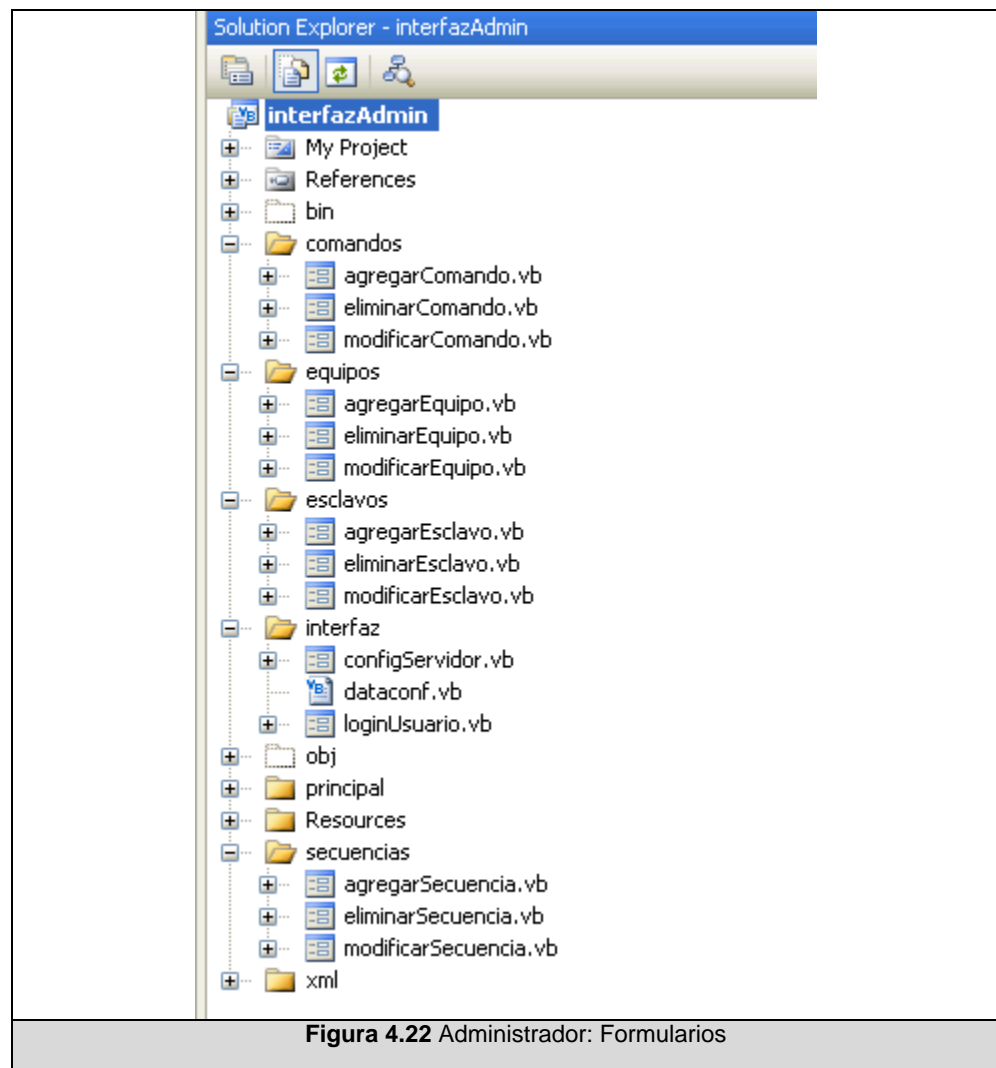 Solution Explorer - interfazAdmin
interfazAdmin
My Project
References
bin
comandos
agregarComando.vb
eliminarComando.vb
modificarComando.vb
equipos
agregarEquipo.vb
eliminarEquipo.vb
modificarEquipo.vb
esclavos
agregarEsclavo.vb
eliminarEsclavo.vb
modificarEsclavo.vb
interfaz
configServidor.vb
dataconf.vb
loginUsuario.vb
obj
principal
Resources
secuencias
agregarSecuencia.vb
eliminarSecuencia.vb
modificarSecuencia.vb
xml
Figura 4.22 Administrador: Formularios